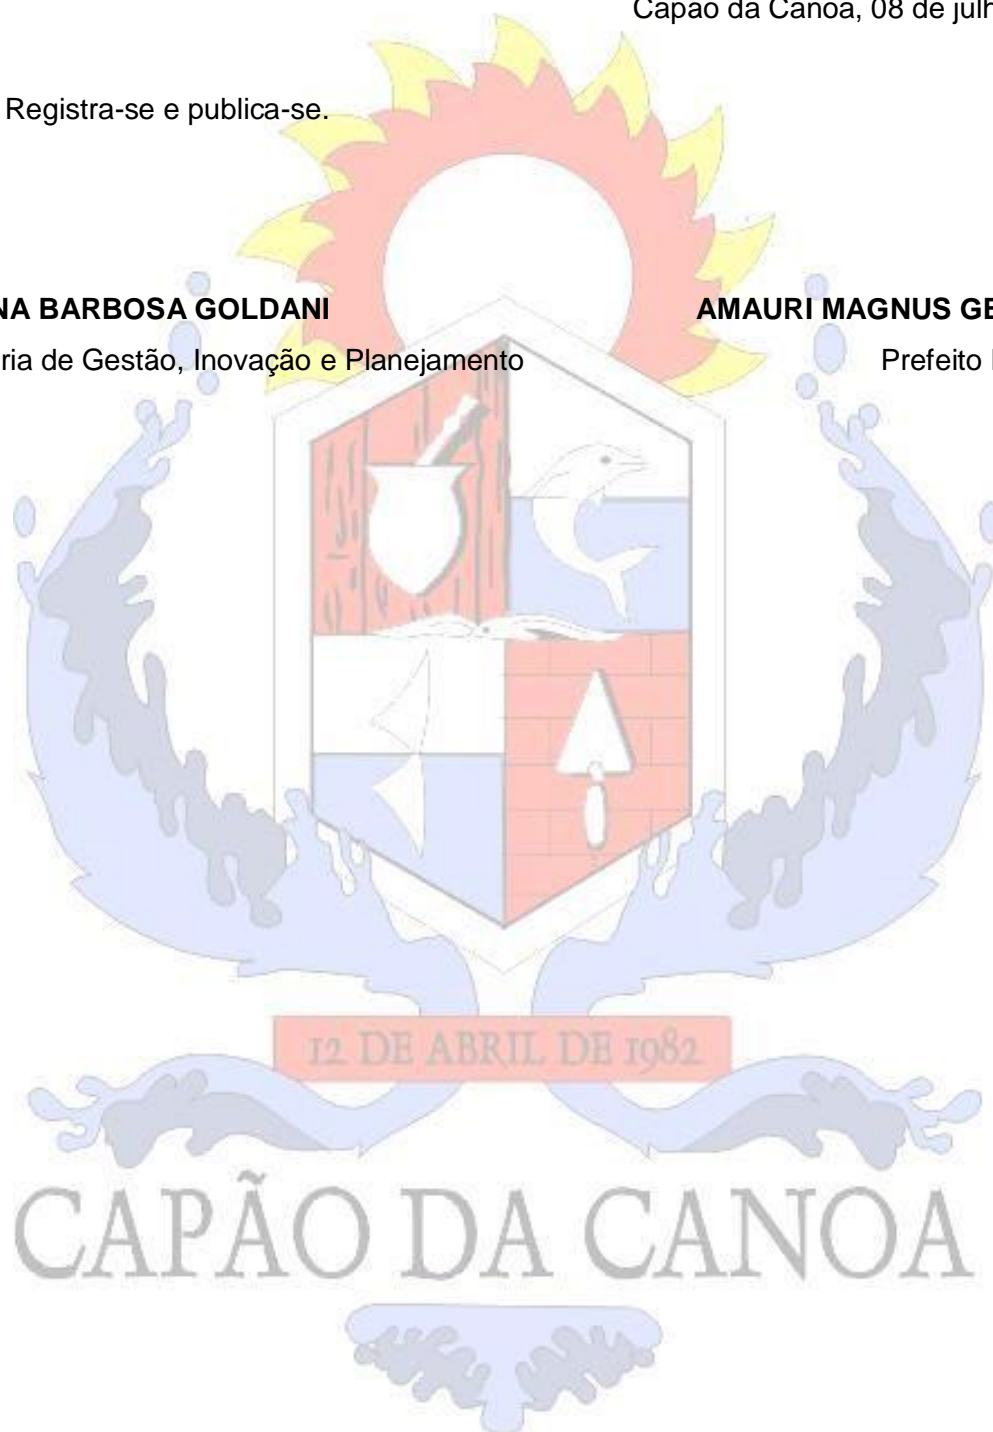 Capão da Canoa, 08 de julh
Registra-se e publica-se.
NA BARBOSA GOLDANI AMAURI MAGNUS GE
ria de Gestão, Inovação e Planejamento Prefeito
12 DE ABRIL DE 1982
CAPÃO DA CANOA